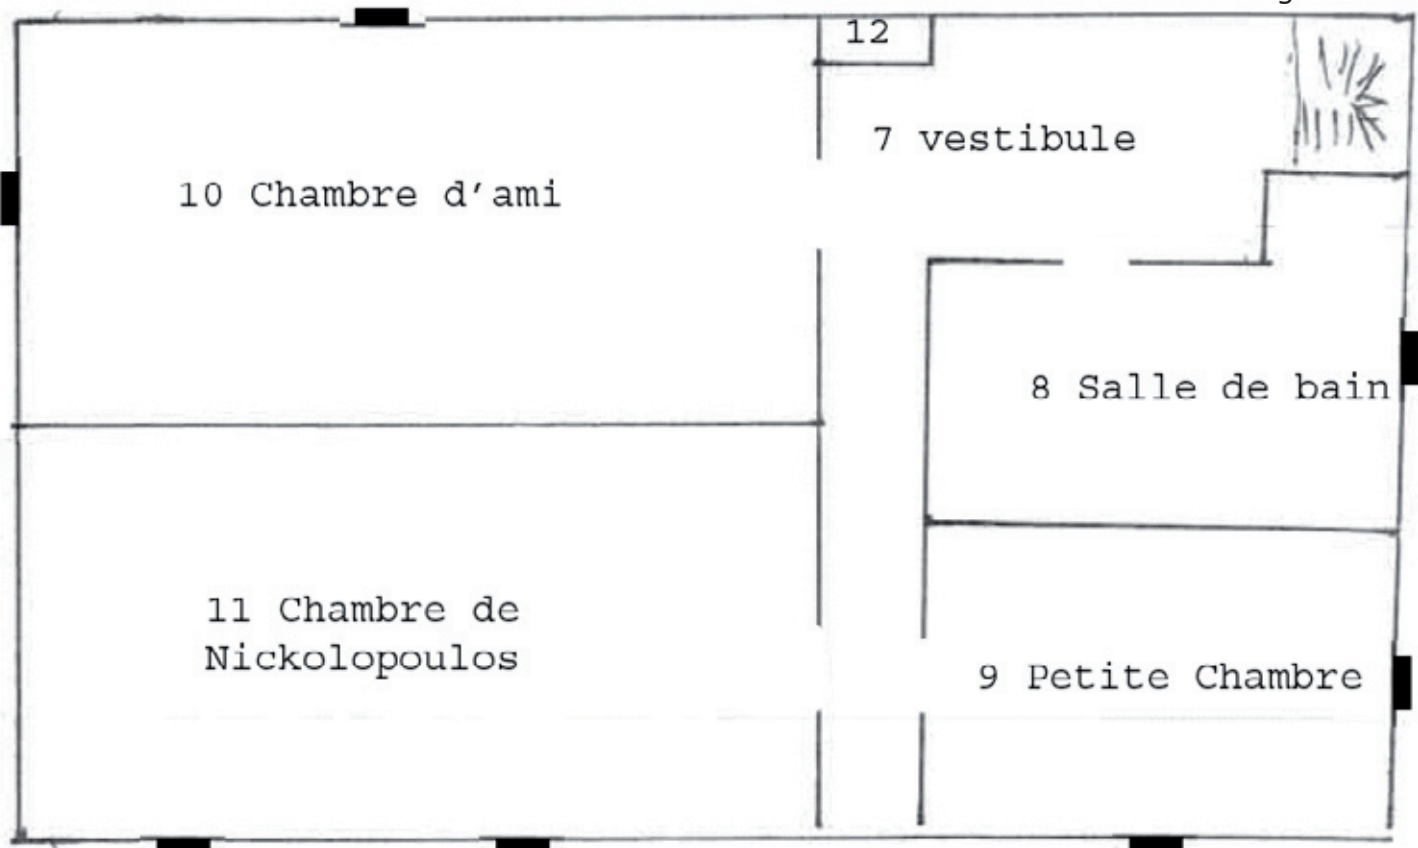 12
7 vestibule
10 Chambre d'ami
8 Salle de bain
11 Chambre de
Nickolopoulos
9 Petite Chambre